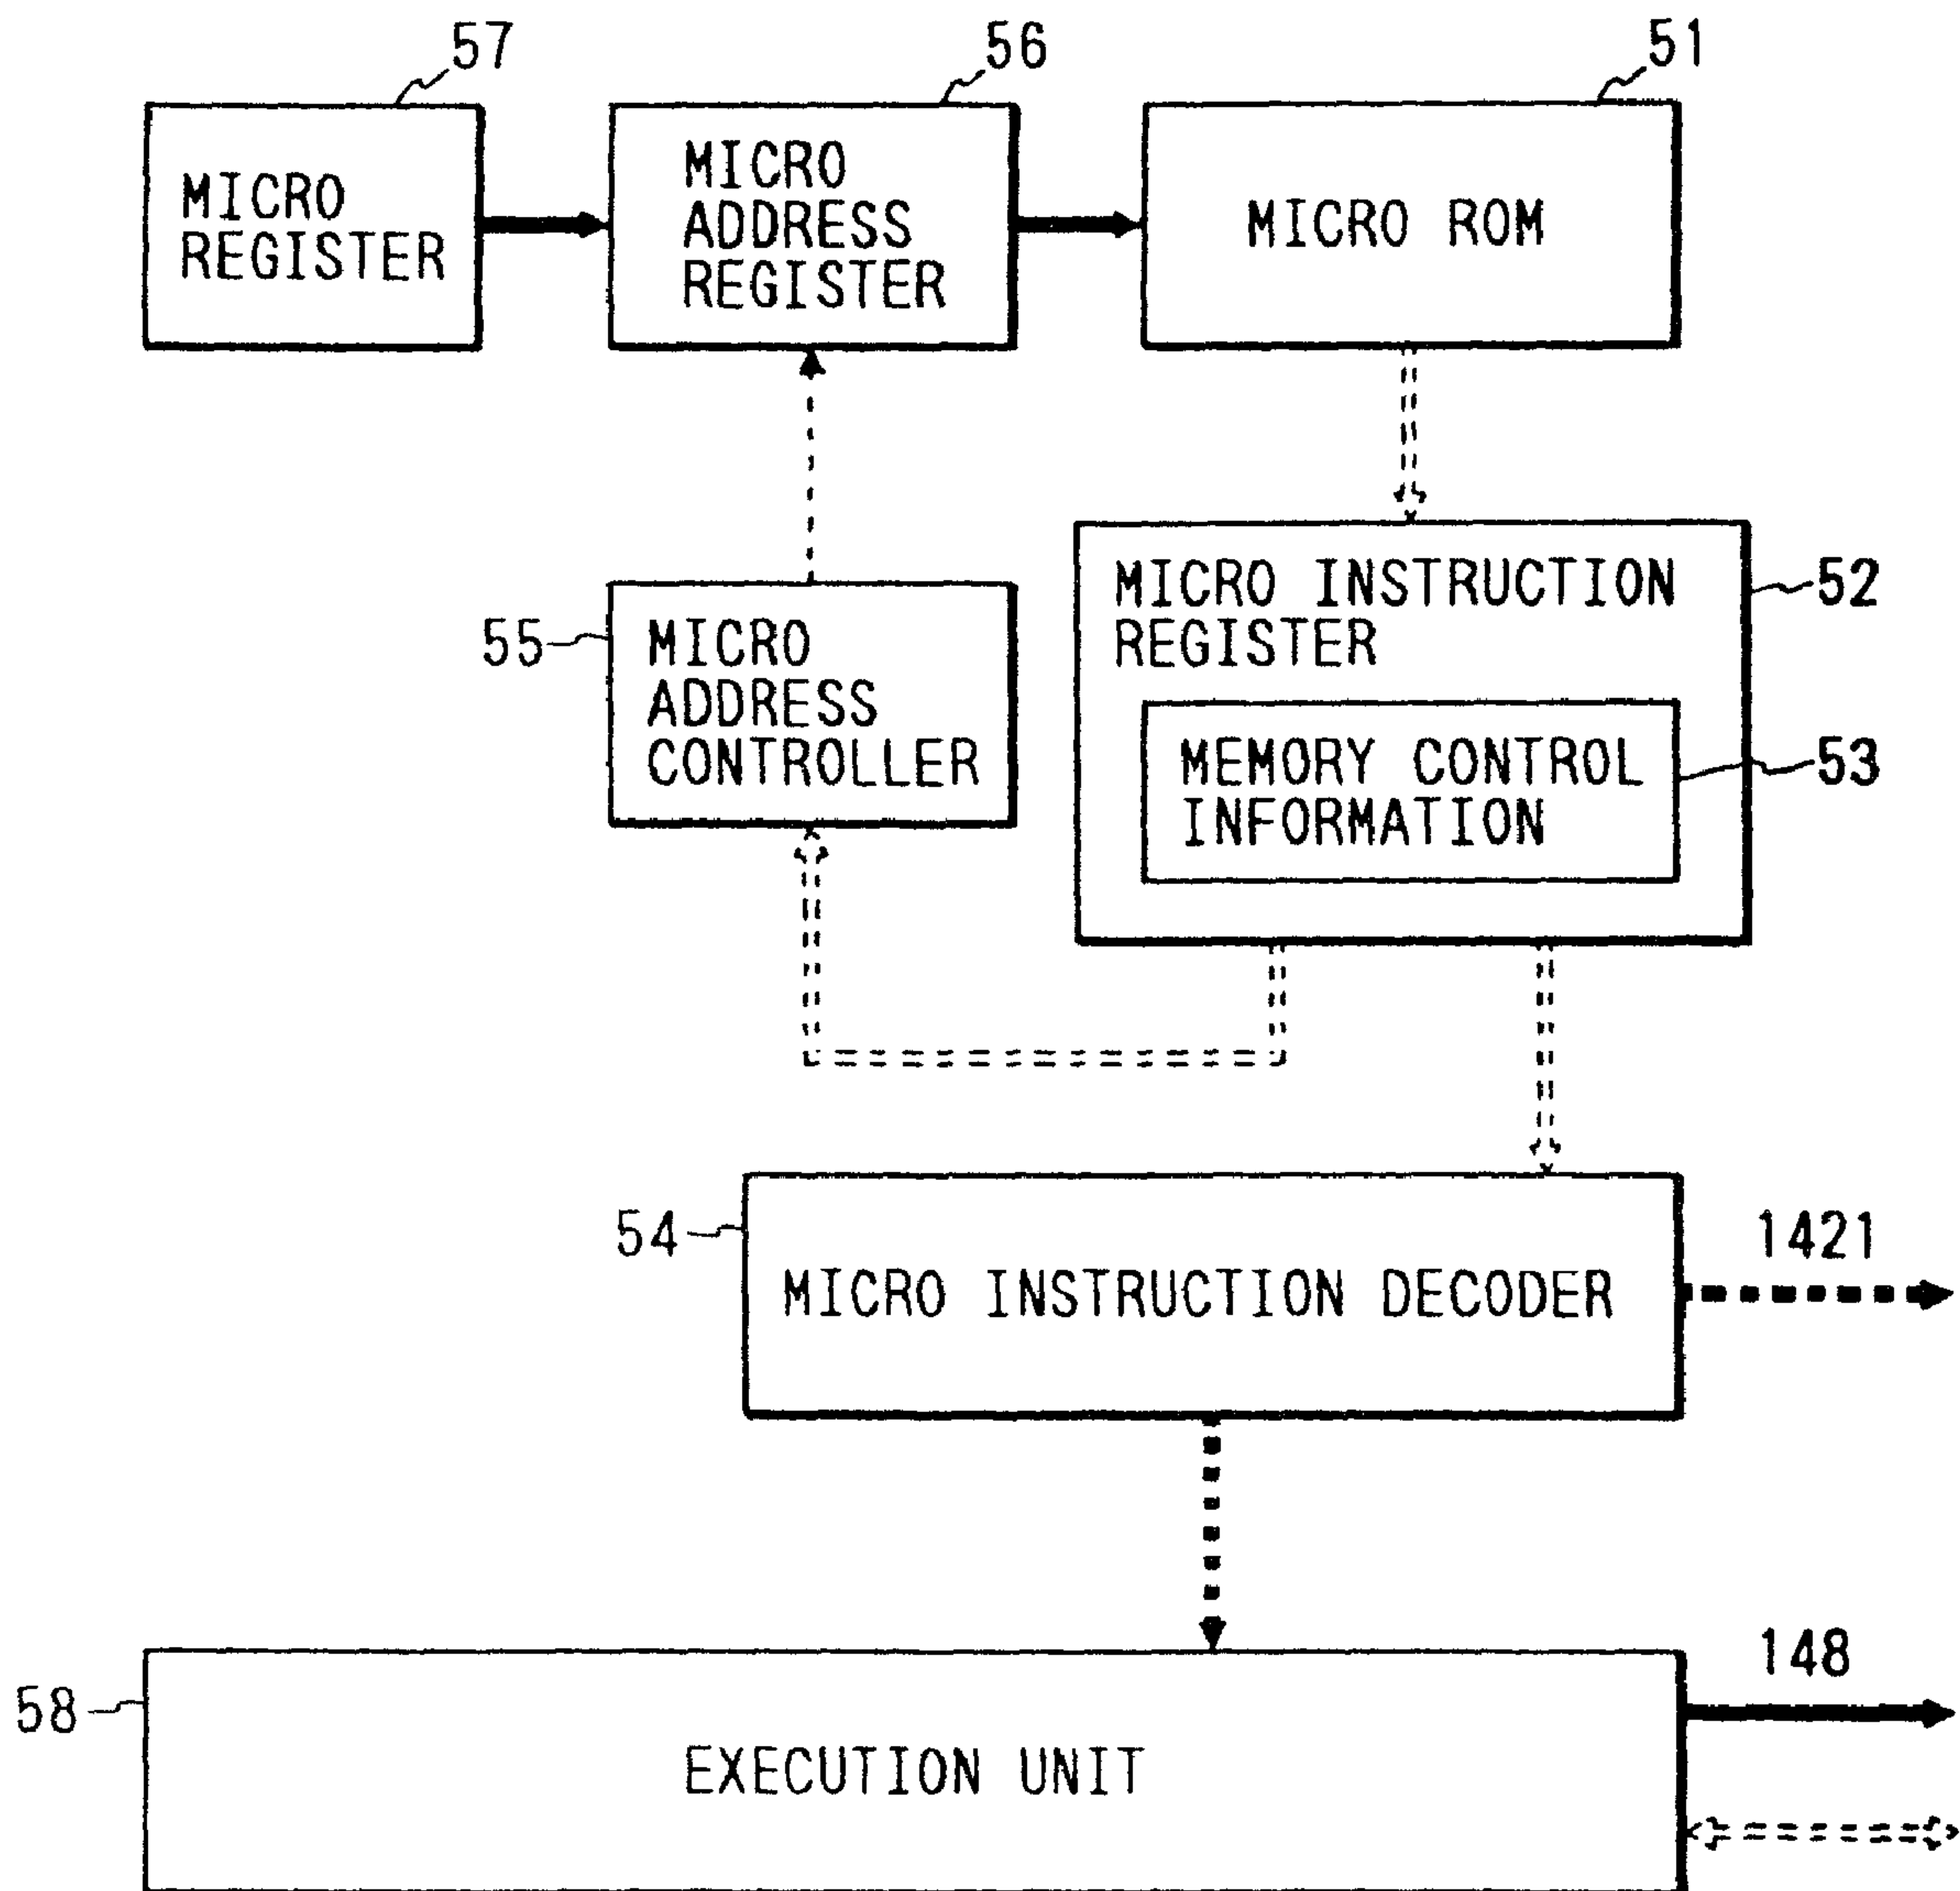 57
56
51
MICRO
REGISTER
MICRO
ADDRESS
REGISTER
MICRO ROM
MICRO INSTRUCTION
REGISTER
52
55
MICRO
ADDRESS
CONTROLLER
MEMORY CONTROL
INFORMATION
53
54
MICRO INSTRUCTION DECODER
1421
58
EXECUTION UNIT
148